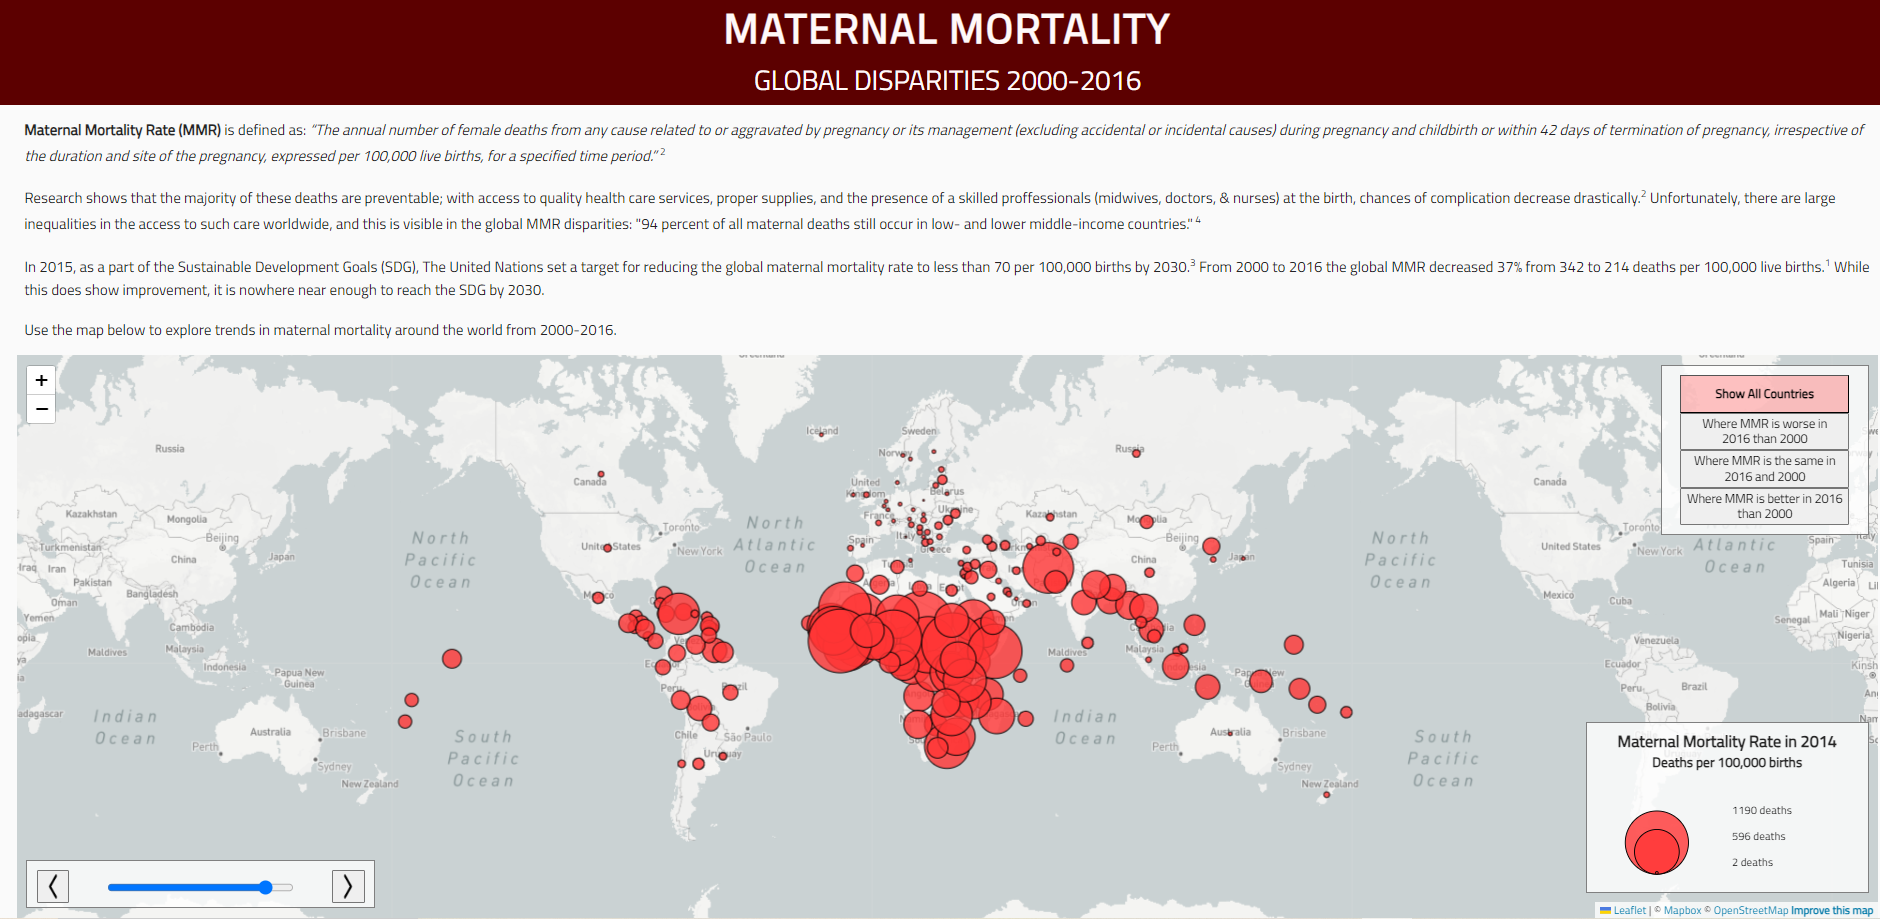 MATERNAL MORTALITY
GLOBAL DISPARITIES 2000-2016
Maternal Mortality Rate (MMR) is defined as: "The annual number of female deaths from any cause related to or aggravated by pregnancy or its management (excluding accidental or incidental causes) during pregnancy and childbirth or within 42 days of termination of pregnancy, irrespective of
the duration and site of the pregnancy, expressed per 100,000 live births, for a specified time period." 2
Research shows that the majority of these deaths are preventable; with access to quality health care services, proper supplies, and the presence of a skilled proffessionals (midwives, doctors, & nurses) at the birth, chances of complication decrease drastically.2 Unfortunately, there are large
inequalities in the access to such care worldwide, and this is visible in the global MMR disparities: "94 percent of all maternal deaths still occur in low- and lower middle-income countries." 4
In 2015, as a part of the Sustainable Development Goals (SDG), The United Nations set a target for reducing the global maternal mortality rate to less than 70 per 100,000 births by 2030.3 From 2000 to 2016 the global MMR decreased 37% from 342 to 214 deaths per 100,000 live births.1 While
this does show improvement, it is nowhere near enough to reach the SDG by 2030.
Use the map below to explore trends in maternal mortality around the world from 2000-2016.
+
−
Show All Countries
Where MMR is worse in
2016 than 2000
Where MMR is the same in
2016 and 2000
Where MMR is better in 2016
than 2000
Russia
Kazakhstan
Mongolia
Beijing
Turkmenistan
China
Japan
Iran
Pakistan
Oman
Bangladesh
Cambodia
Maldives
Malaysia
Indonesia
Papua New
Guinea
Indian
Ocean
Australia
Brisbane
Perth
Sydney
New Zealand
North
Pacific
Ocean
South
Pacific
Ocean
Canada
United States
Toronto
New York
Mexico
Peru
Brazil
Chile
São Paulo
Uruguay
North
Atlantic
Ocean
Iceland
Norway
Sweden
United
Kingdom
Belarus
Ukraine
France
Spain
Italy
Greece
Russia
Kazakhstan
Mongolia
Beijing
China
Japan
Maldives
Malaysia
Indian
Ocean
Australia
Brisbane
Perth
Sydney
New Zealand
North
Pacific
Ocean
South
Pacific
Ocean
Canada
United States
Toronto
New York
Atlantic
Ocean
Spain
Tunisia
Algeria
Mexico
Cuba
Mali
Niger
Senegal
Nigeria
Venezuela
Ecuador
Peru
Brazil
Bolivia
Maternal Mortality Rate in 2014
Deaths per 100,000 births
1190 deaths
596 deaths
2 deaths
Leaflet | © Mapbox © OpenStreetMap Improve this map